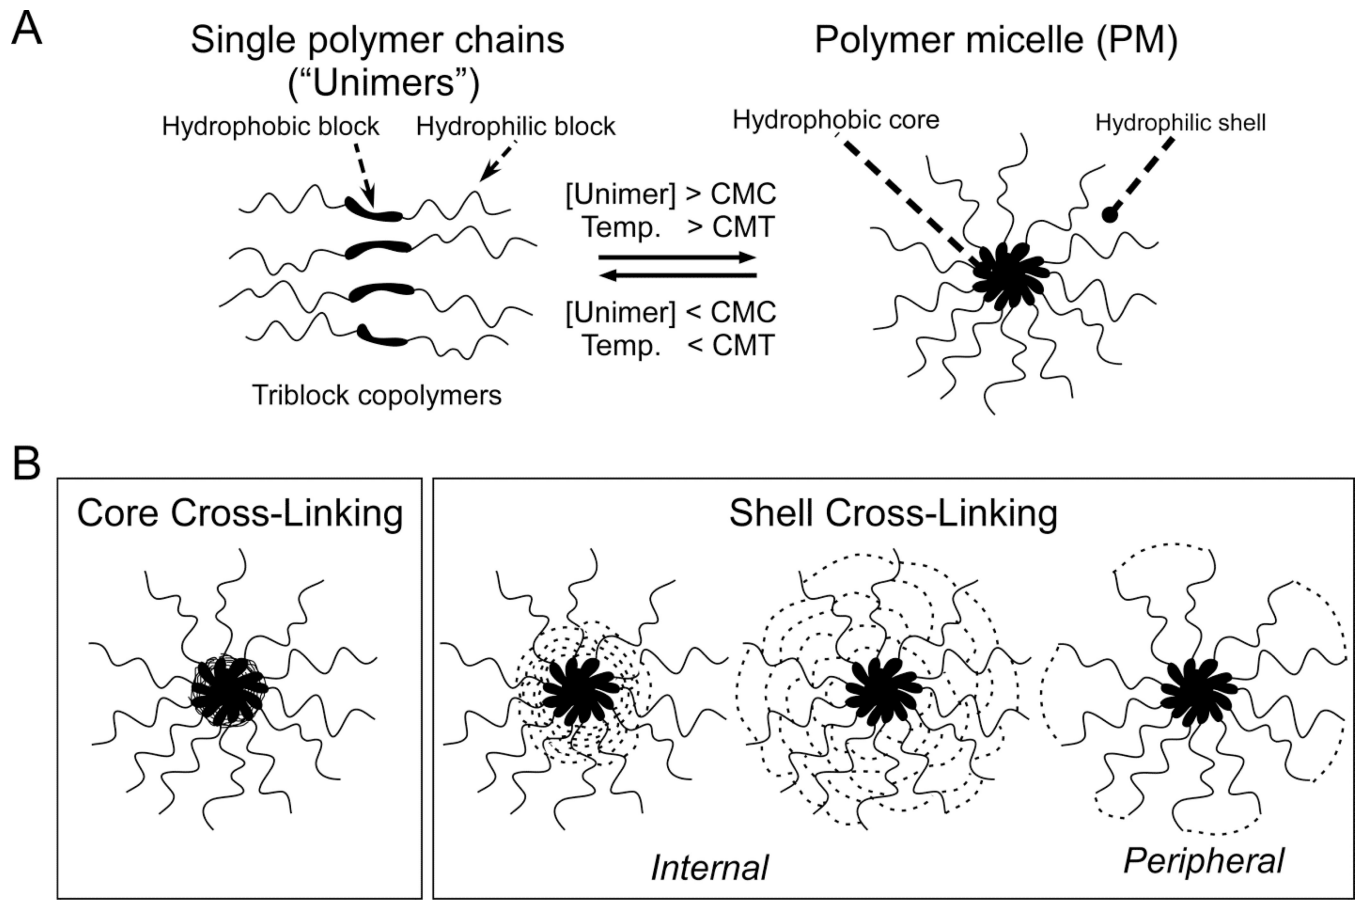 A
Single polymer chains
(“Unimers”)
Polymer micelle (PM)
Hydrophobic block
Hydrophilic block
Hydrophobic core
Hydrophilic shell
[Unimer] > CMC
Temp. > CMT
[Unimer] < CMC
Temp. < CMT
Triblock copolymers
B
Core Cross-Linking
Shell Cross-Linking
Internal
Peripheral